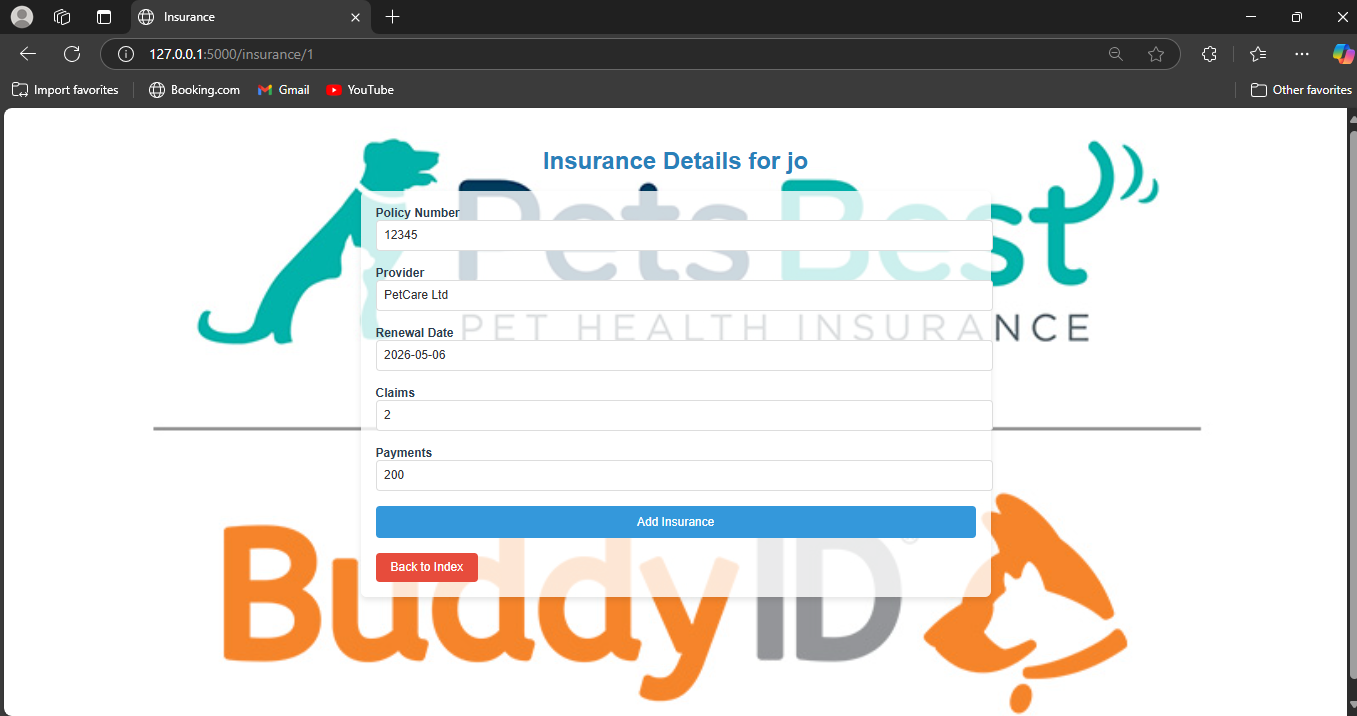 Insurance
127.0.0.1:5000/insurance/1
Import favorites
Booking.com
Gmail
YouTube
Other favorites
Insurance Details for jo
Pets Best
PET HEALTH INSURANCE
Policy Number
12345
Provider
PetCare Ltd
Renewal Date
2026-05-06
Claims
2
Payments
200
Add Insurance
Back to Index
BuddyID